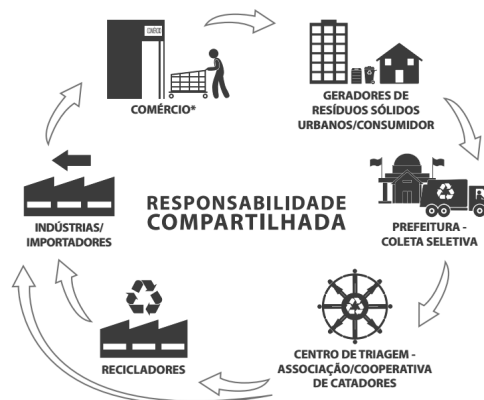 COMÉRCIO
COMÉRCIO*
GERADORES DE
RESÍDUOS SÓLIDOS
URBANOS/CONSUMIDOR
RESPONSABILIDADE
COMPARTILHADA
INDÚSTRIAS/
IMPORTADORES
PREFEITURA -
COLETA SELETIVA
RECICLADORES
CENTRO DE TRIAGEM -
ASSOCIAÇÃO/COOPERATIVA
DE CATADORES